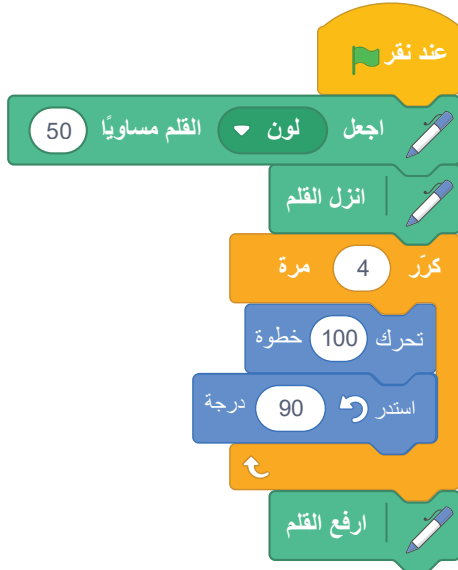 عند نقر
اجعل لون القلم مساويًا 50
انزل القلم
كرّر 4 مرة
تحرك 100 خطوة
استدر 90 درجة
ارفع القلم